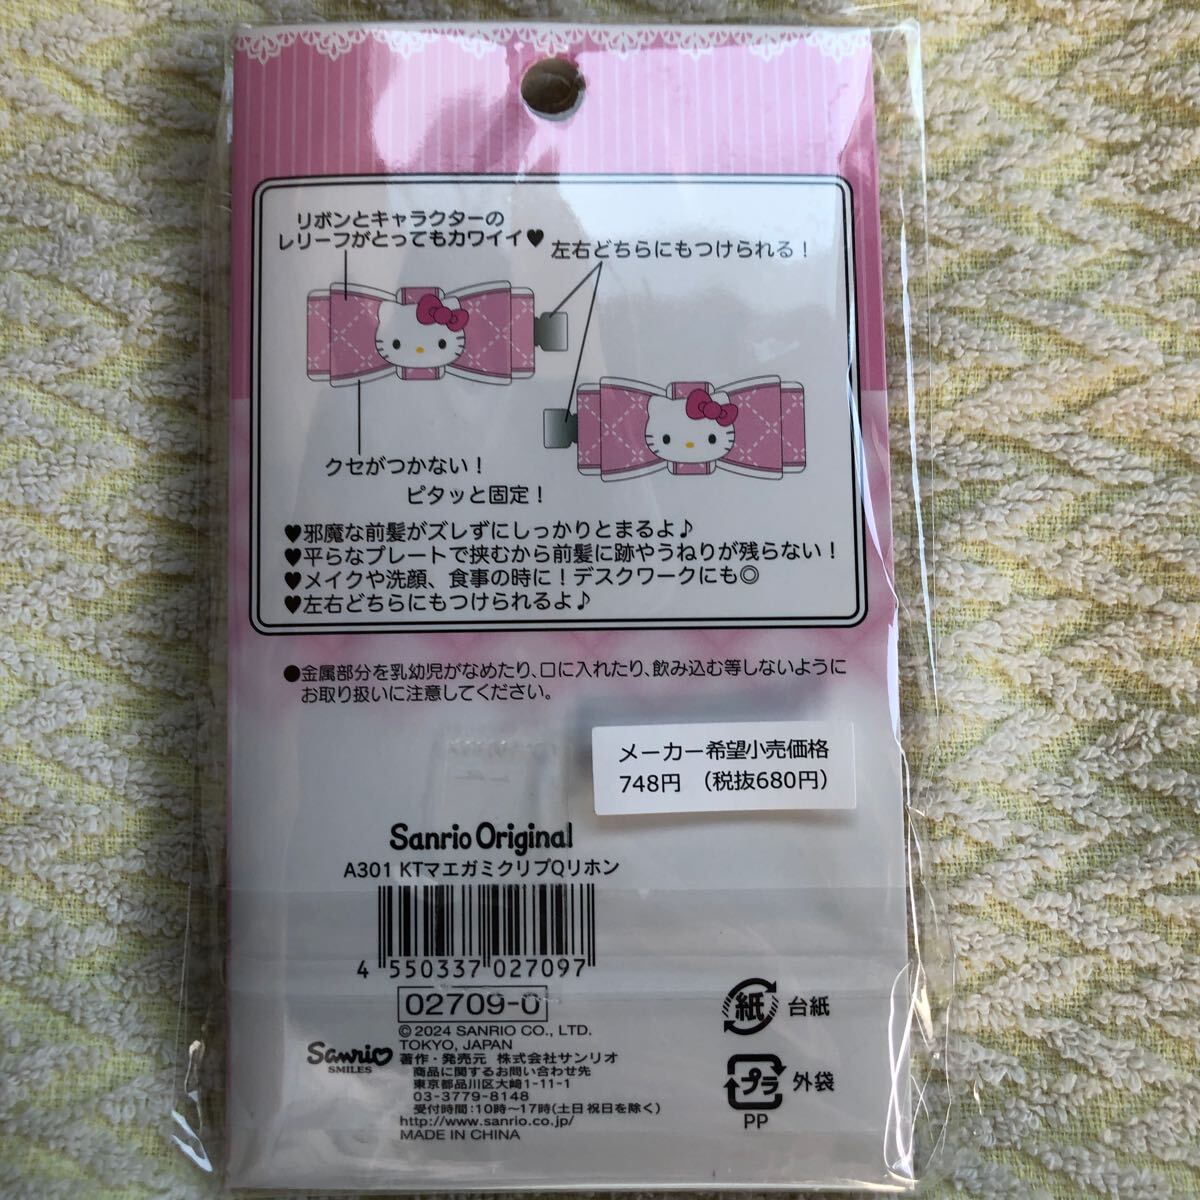 リボンとキャラクターの
レリーフがとってもカワイイ♥
左右どちらにもつけられる！
クセがつかない！
ピタッと固定！
♥邪魔な前髪がズレずにしっかりとまるよ♪
♥平らなプレートで挟むから前髪に跡やうねりが残らない！
♥メイクや洗顔、食事の時に！デスクワークにも◎
♥左右どちらにもつけられるよ♪
●金属部分を乳幼児がなめたり、口に入れたり、飲み込む等しないように
お取り扱いに注意してください。
メーカー希望小売価格
748円 （税抜680円）
Sanrio Original
A301 KTマエガミクリプQリホン
4 550337 027097
02709-0
©2024 SANRIO CO., LTD.
TOKYO, JAPAN
Sanrio
SMILES
著作・発売元 株式会社サンリオ
商品に関するお問い合わせ先
東京都品川区大崎1-11-1
03-3779-8148
受付時間：10時〜17時(土日祝日を除く)
http://www.sanrio.co.jp/
MADE IN CHINA
紙 台紙
プラ 外袋
PP